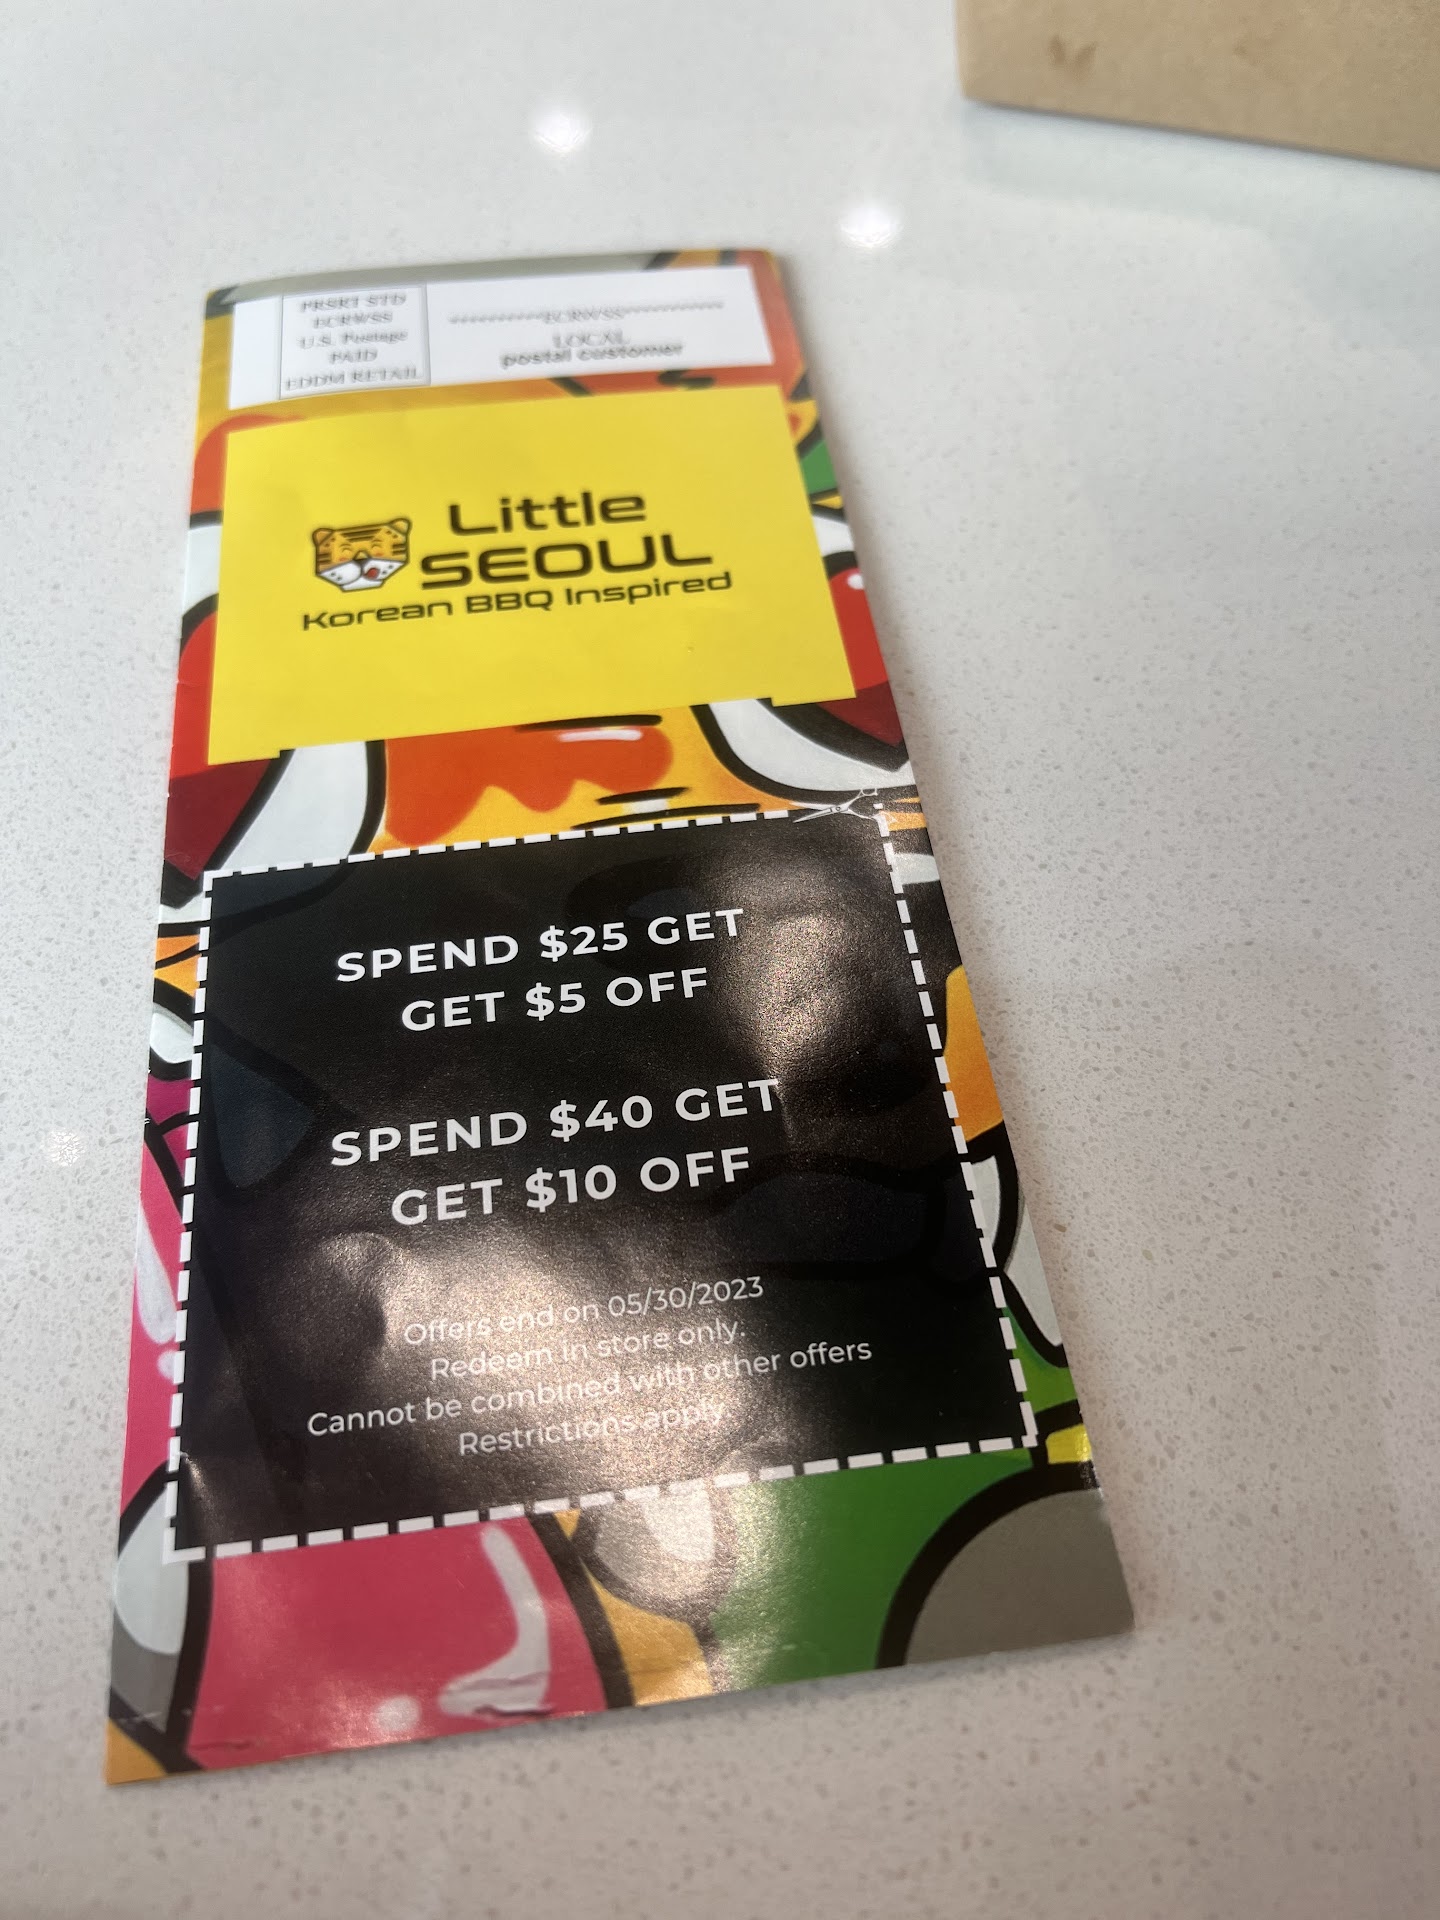 PRSRT STD
ECRWSS
U.S. Postage
PAID
EDDM RETAIL
************ECRWSS************
LOCAL
postal customer
Little
SEOUL
Korean BBQ Inspired
SPEND $25 GET
GET $5 OFF
SPEND $40 GET
GET $10 OFF
Offers end on 05/30/2023
Redeem in store only.
Cannot be combined with other offers
Restrictions apply.